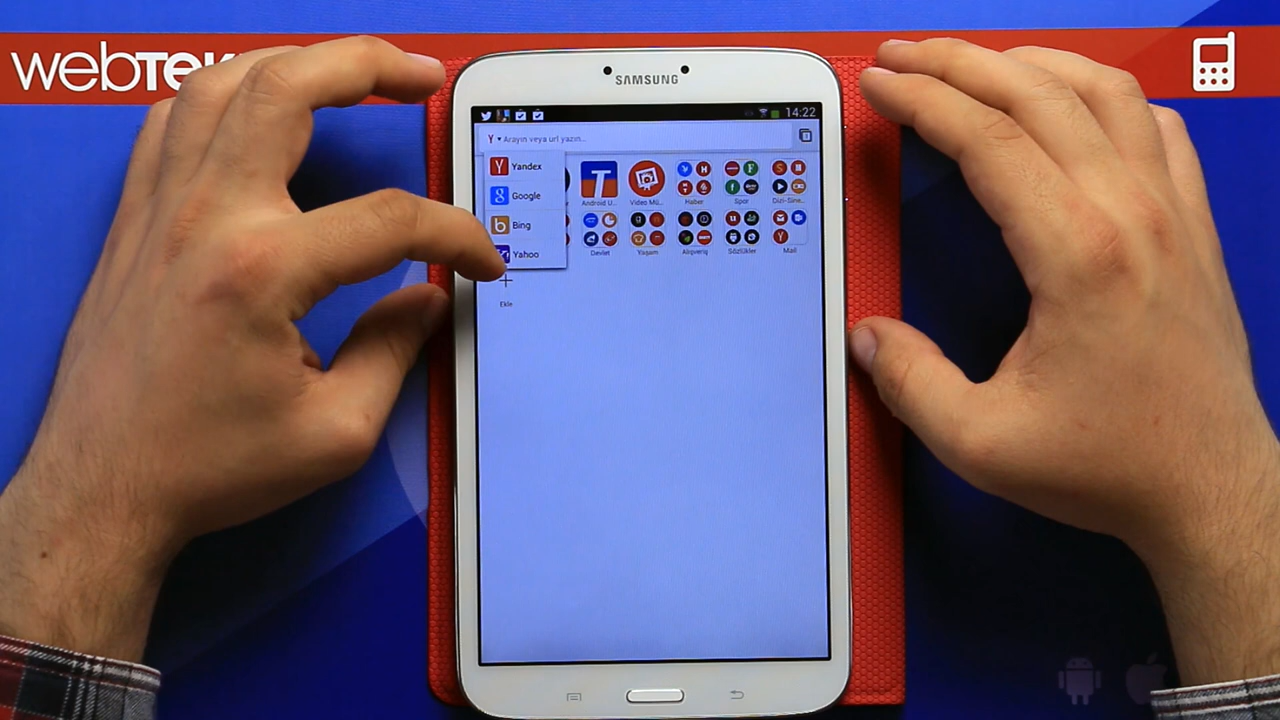 webTEK
SAMSUNG
14:22
Y Arayın veya url yazın...
Yandex
Google
Bing
Yahoo
Android U...
Video Mü...
Haber
Spor
Dizi-Sine...
Devlet
Yaşam
Alışveriş
Sözlükler
Mail
Ekle